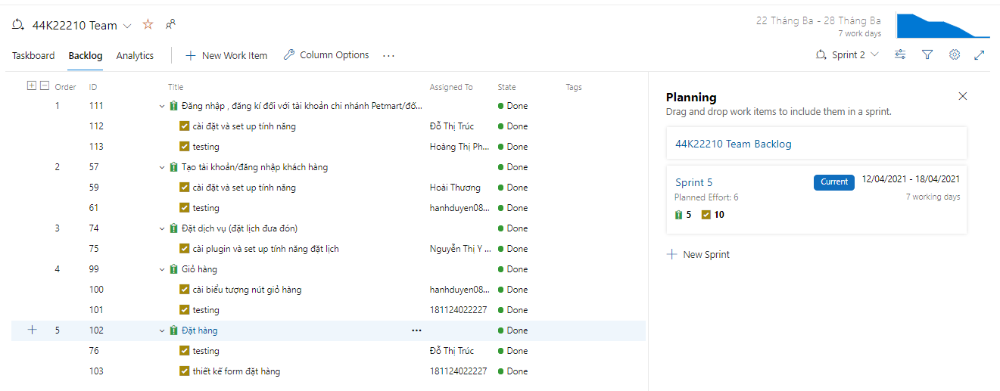 44K22210 Team
22 Tháng Ba - 28 Tháng Ba
7 work days
Taskboard Backlog Analytics New Work Item Column Options ... Sprint 2
Order ID Title Assigned To State Tags
1 111 Đăng nhập , đăng kí đối với tài khoản chi nhánh Petmart/đố... Done
112 cài đặt và set up tính năng Đỗ Thị Trúc Done
113 testing Hoàng Thị Ph... Done
2 57 Tạo tài khoản/đăng nhập khách hàng Done
59 cài đặt và set up tính năng Hoài Thương Done
61 testing hanhduyen08... Done
3 74 Đặt dịch vụ (đặt lịch đưa đón) Done
75 cài plugin và set up tính năng đặt lịch Nguyễn Thị Y ... Done
4 99 Giỏ hàng Done
100 cài biểu tượng nút giỏ hàng hanhduyen08... Done
101 testing 181124022227 Done
5 102 Đặt hàng ... Done
76 testing Đỗ Thị Trúc Done
103 thiết kế form đặt hàng 181124022227 Done
Planning
Drag and drop work items to include them in a sprint.
44K22210 Team Backlog
Sprint 5 Current 12/04/2021 - 18/04/2021
Planned Effort: 6 7 working days
5 10
New Sprint